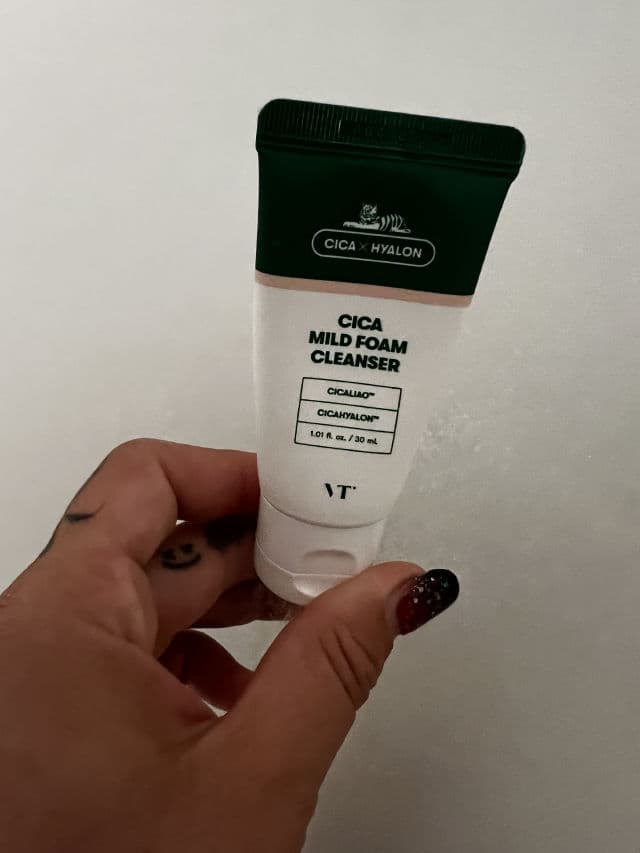 CICA × HYALON
CICA
MILD FOAM
CLEANSER
CICALIAO™
CICAHYALON™
1.01 fl. oz. / 30 mL
VT